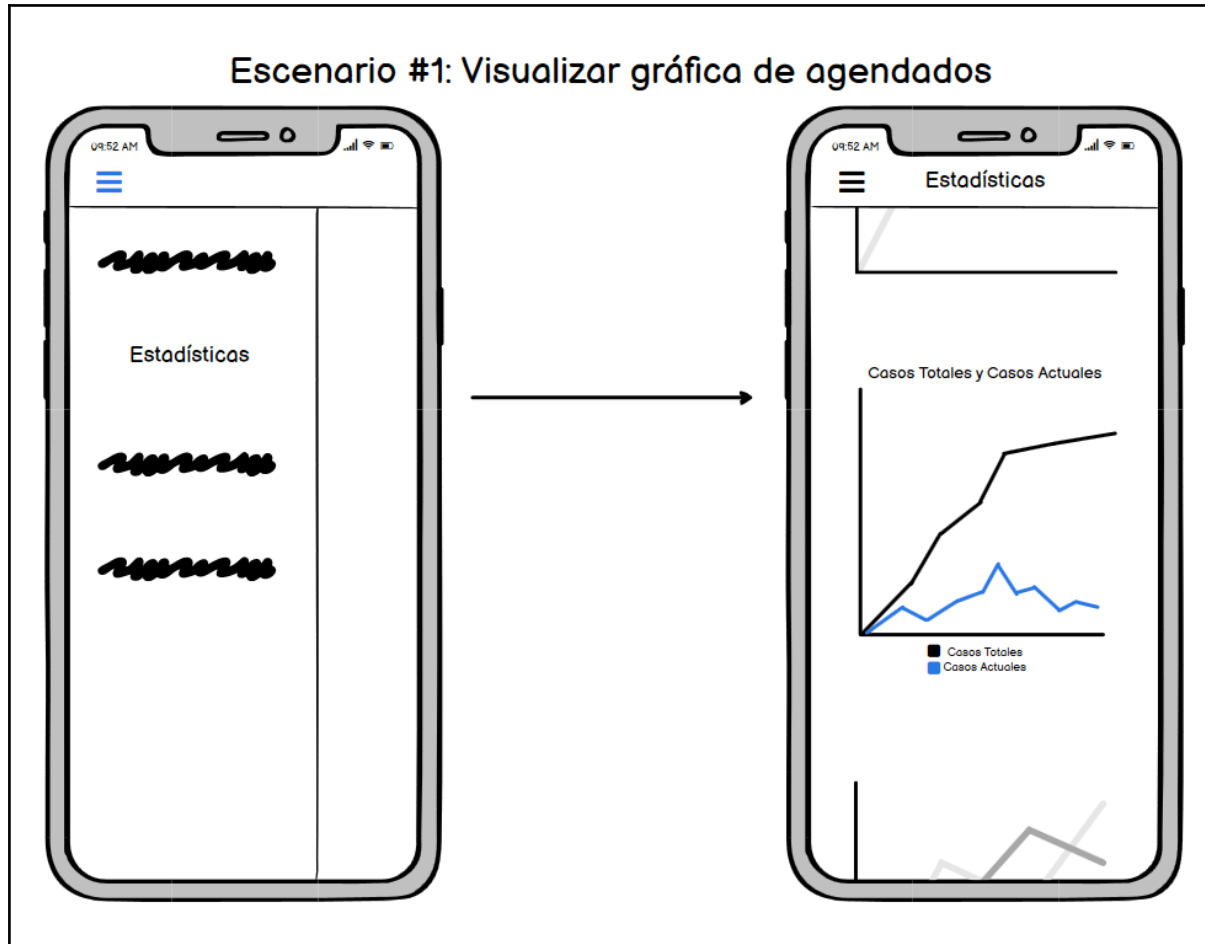 Escenario #1: Visualizar gráfica de agendados
09:52 AM
Estadísticas
09:52 AM
Estadísticas
Casos Totales y Casos Actuales
Casos Totales
Casos Actuales